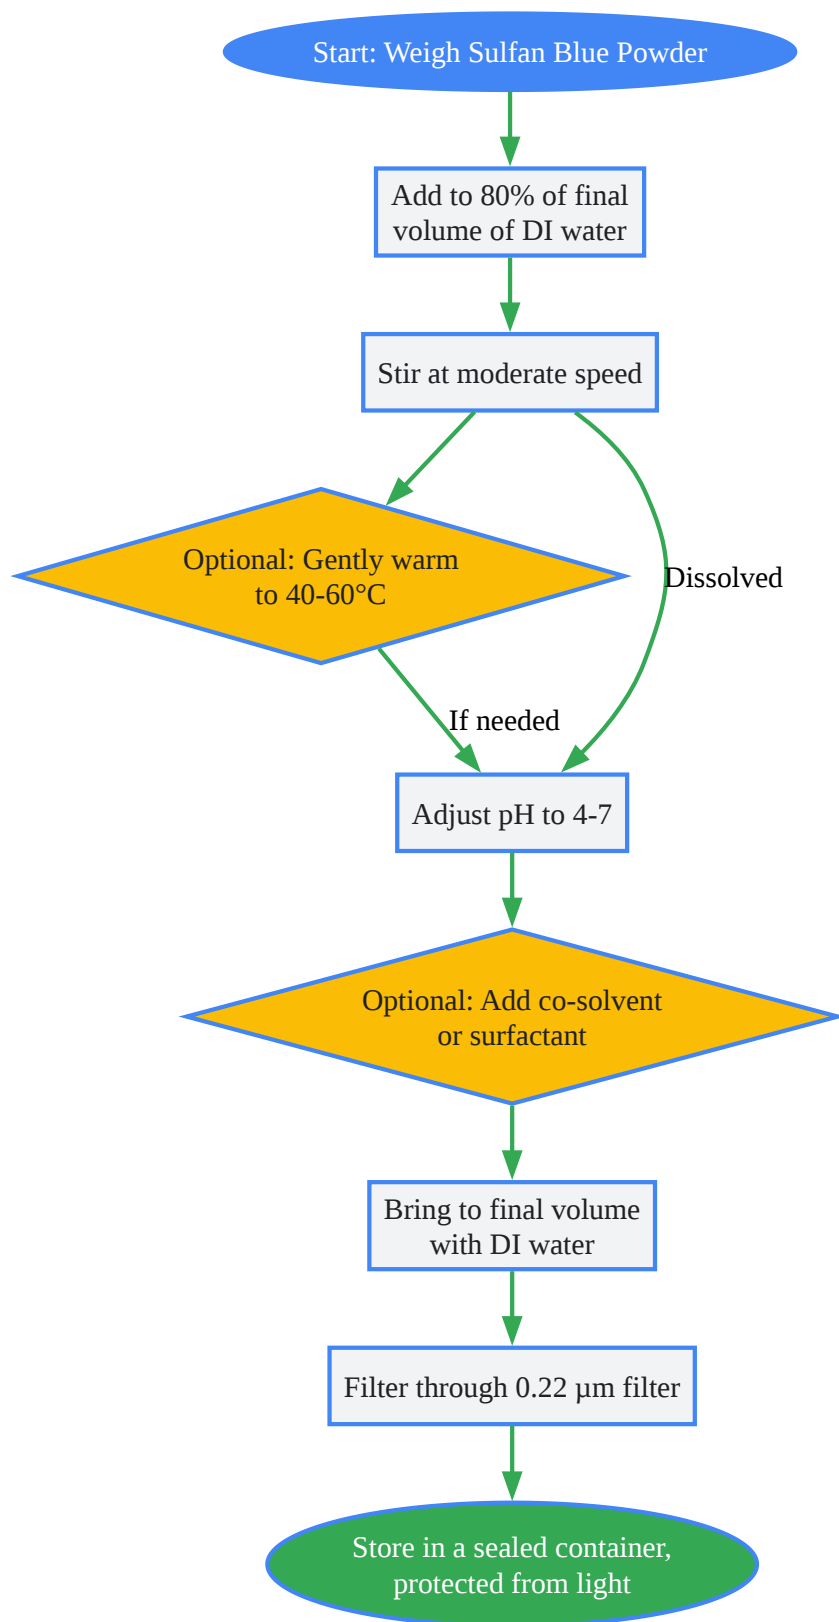 Start: Weigh Sulfan Blue Powder
Add to 80% of final
volume of DI water
Stir at moderate speed
Optional: Gently warm
to 40-60°C
Dissolved
If needed
Adjust pH to 4-7
Optional: Add co-solvent
or surfactant
Bring to final volume
with DI water
Filter through 0.22 µm filter
Store in a sealed container,
protected from light